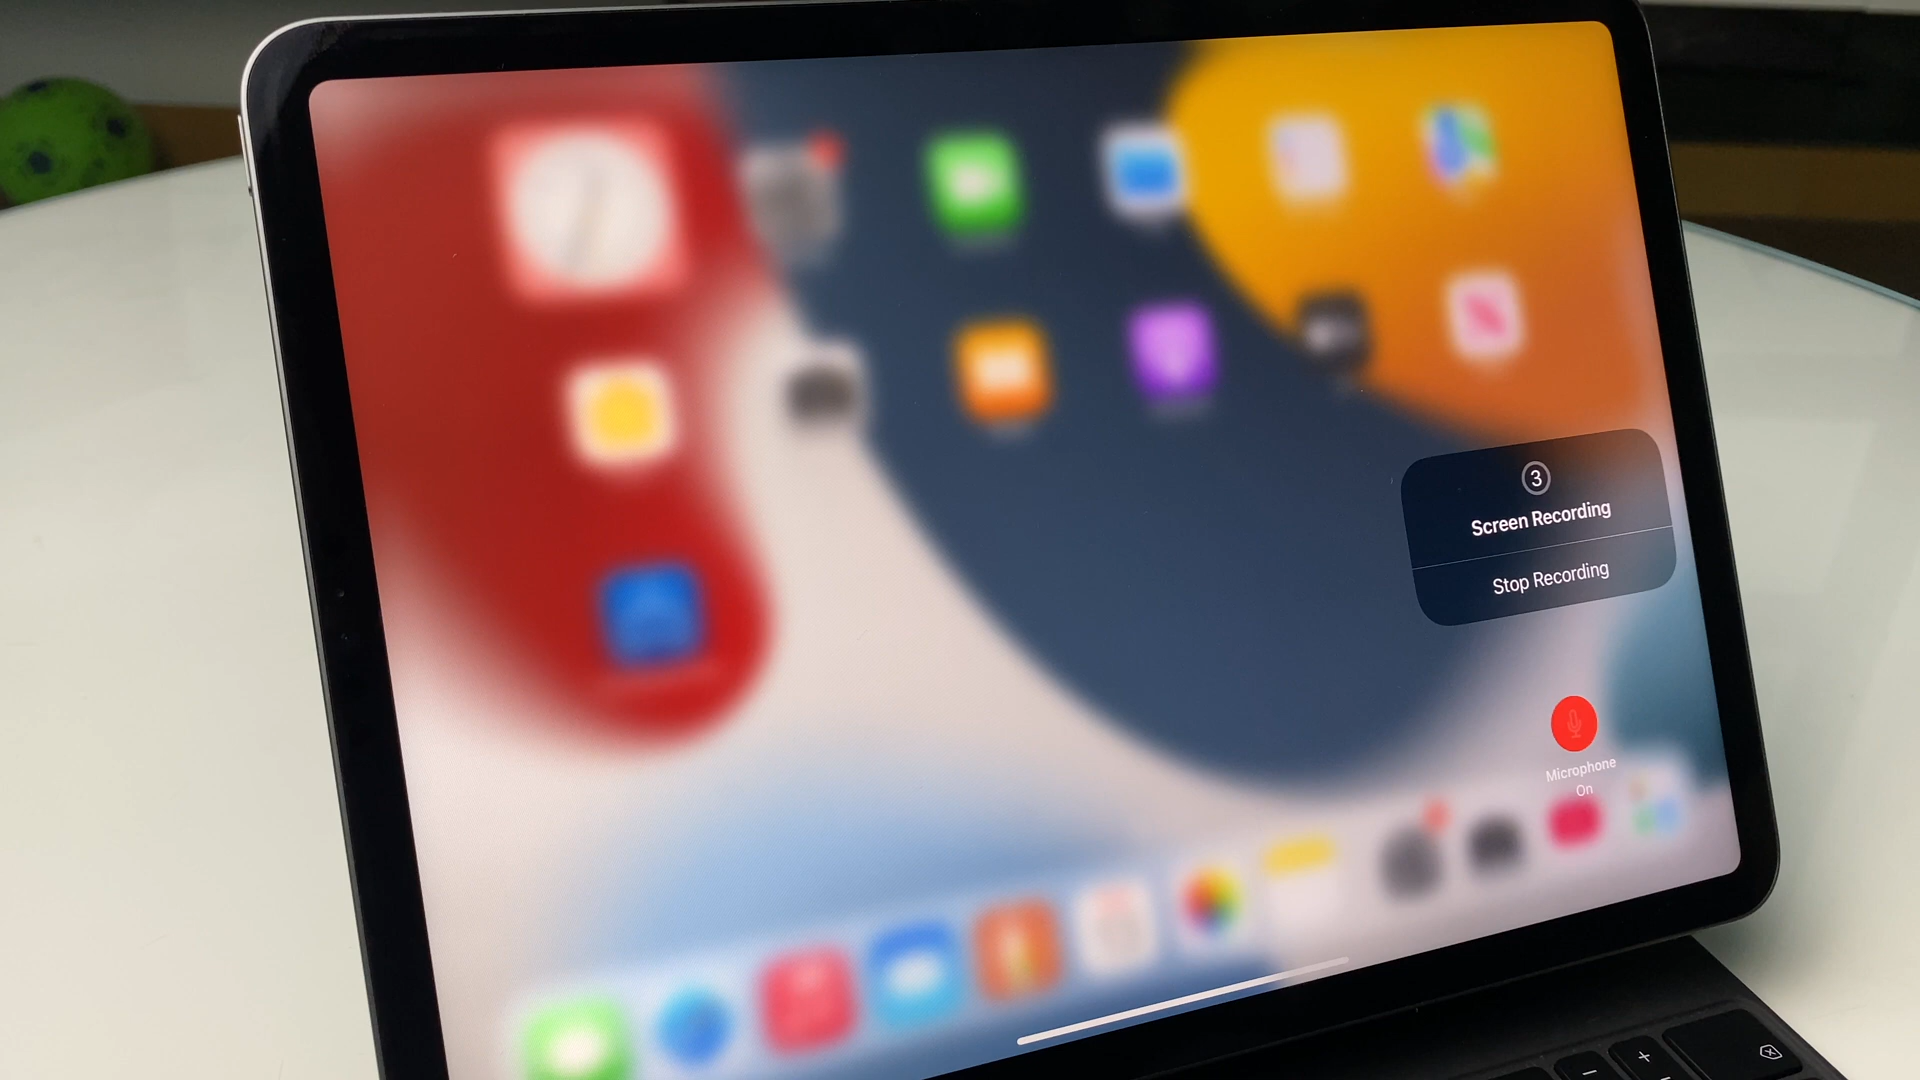 3
Screen Recording
Stop Recording
Microphone
On
−
+